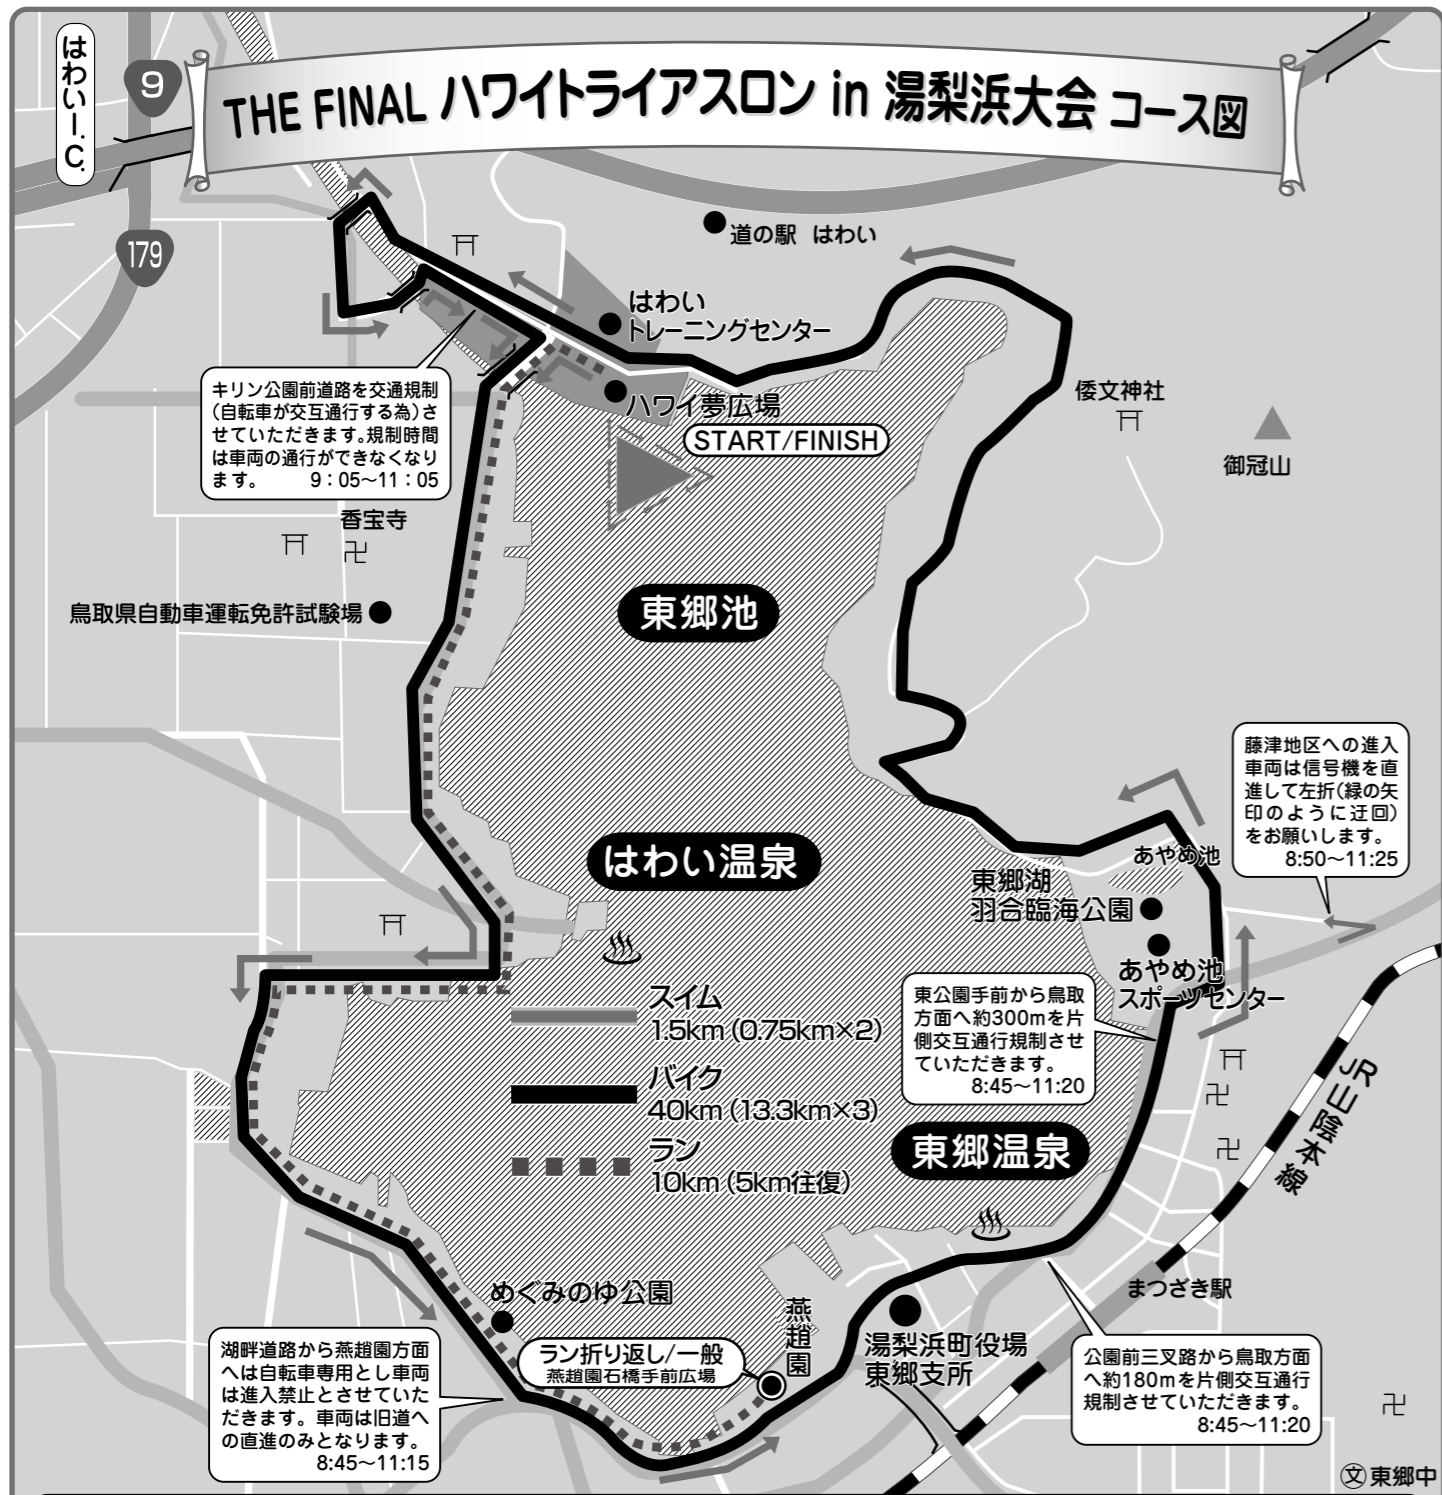 はわいI.C.
9
THE FINAL ハワイトライアスロン in 湯梨浜大会 コース図
179
道の駅 はわい
はわい
トレーニングセンター
キリン公園前道路を交通規制
(自転車が交互通行する為)さ
せていただきます。規制時間
は車両の通行ができなくなり
ます。 9：05〜11：05
ハワイ夢広場
START/FINISH
倭文神社
御冠山
香宝寺
鳥取県自動車運転免許試験場
東郷池
藤津地区への進入
車両は信号機を直
進して左折(緑の矢
印のように迂回)
をお願いします。
8:50〜11:25
はわい温泉
あやめ池
東郷湖
羽合臨海公園
あやめ池
スポーツセンター
スイム
1.5km (0.75km×2)
バイク
40km (13.3km×3)
ラン
10km (5km往復)
東公園手前から鳥取
方面へ約300mを片
側交互通行規制させ
ていただきます。
8:45〜11:20
JR山陰本線
東郷温泉
まつざき駅
めぐみのゆ公園
燕趙園
ラン折り返し/一般
燕趙園石橋手前広場
湯梨浜町役場
東郷支所
湖畔道路から燕趙園方面
へは自転車専用とし車両
は進入禁止とさせていた
だきます。車両は旧道へ
の直進のみとなります。
8:45〜11:15
公園前三叉路から鳥取方面
へ約180mを片側交互通行
規制させていただきます。
8:45〜11:20
文東郷中